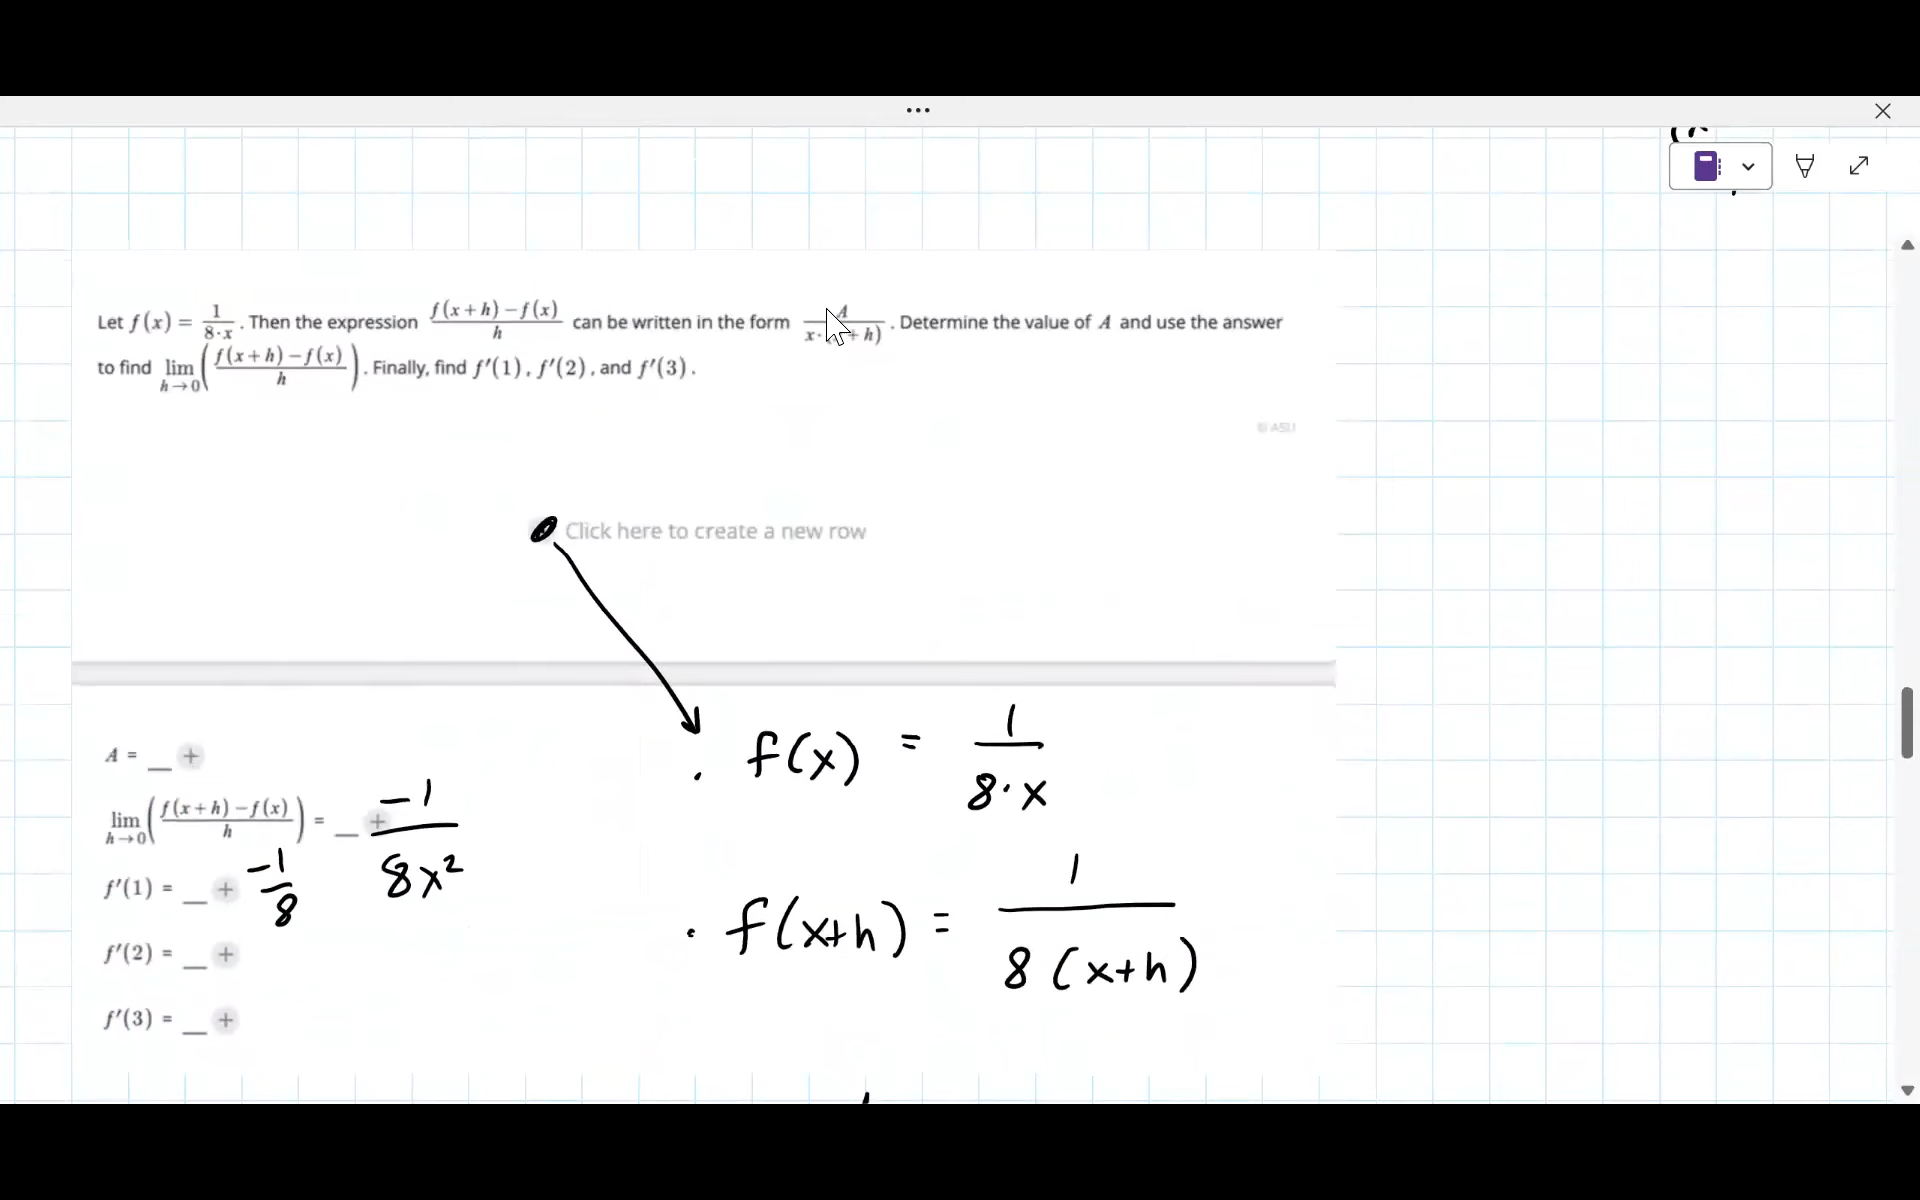 Let f(x) = 1/(8·x). Then the expression (f(x+h)−f(x))/h can be written in the form A/(x· + h). Determine the value of A and use the answer
to find lim h→0 ((f(x+h)−f(x))/h). Finally, find f′(1), f′(2), and f′(3).
© ASU
Click here to create a new row
· f(x) = 1/(8·x)
A = __ +
lim h→0 ((f(x+h)−f(x))/h) = __ + −1/(8x²)
f′(1) = __ + −1/8
· f(x+h) = 1/(8(x+h))
f′(2) = __ +
f′(3) = __ +